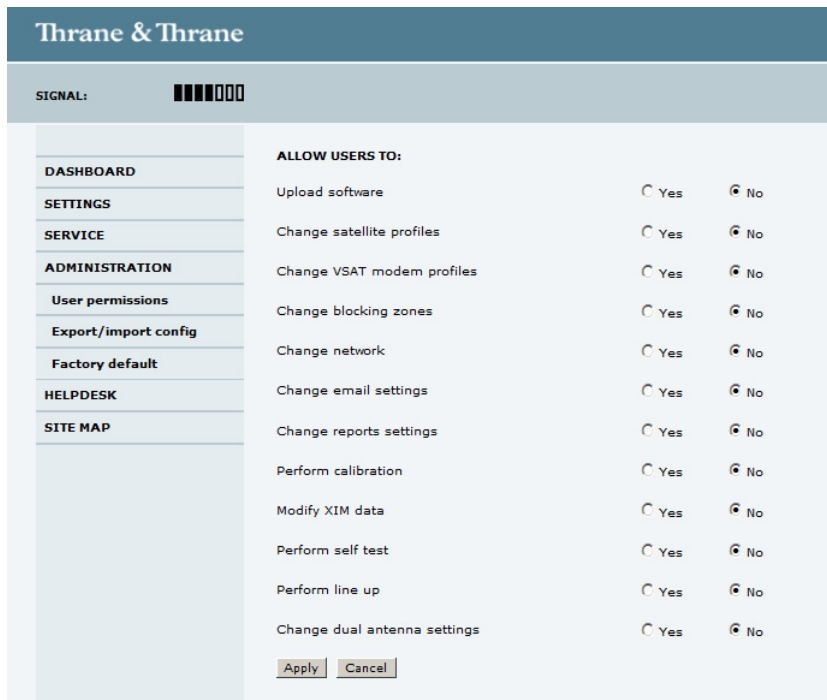 Thrane & Thrane
SIGNAL:
DASHBOARD
SETTINGS
SERVICE
ADMINISTRATION
User permissions
Export/import config
Factory default
HELPDESK
SITE MAP
ALLOW USERS TO:
Upload software Yes No
Change satellite profiles Yes No
Change VSAT modem profiles Yes No
Change blocking zones Yes No
Change network Yes No
Change email settings Yes No
Change reports settings Yes No
Perform calibration Yes No
Modify XIM data Yes No
Perform self test Yes No
Perform line up Yes No
Change dual antenna settings Yes No
Apply Cancel